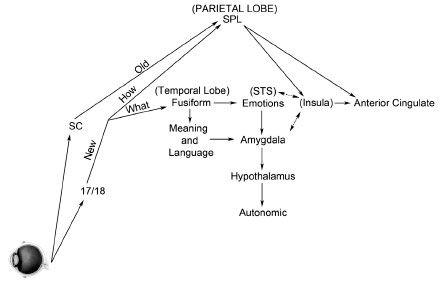 (PARIETAL LOBE)
SPL
Old
How
(Temporal Lobe)
(STS)
What
Fusiform
Emotions
(Insula)
Anterior Cingulate
SC
Meaning
and
Language
New
Amygdala
17/18
Hypothalamus
Autonomic